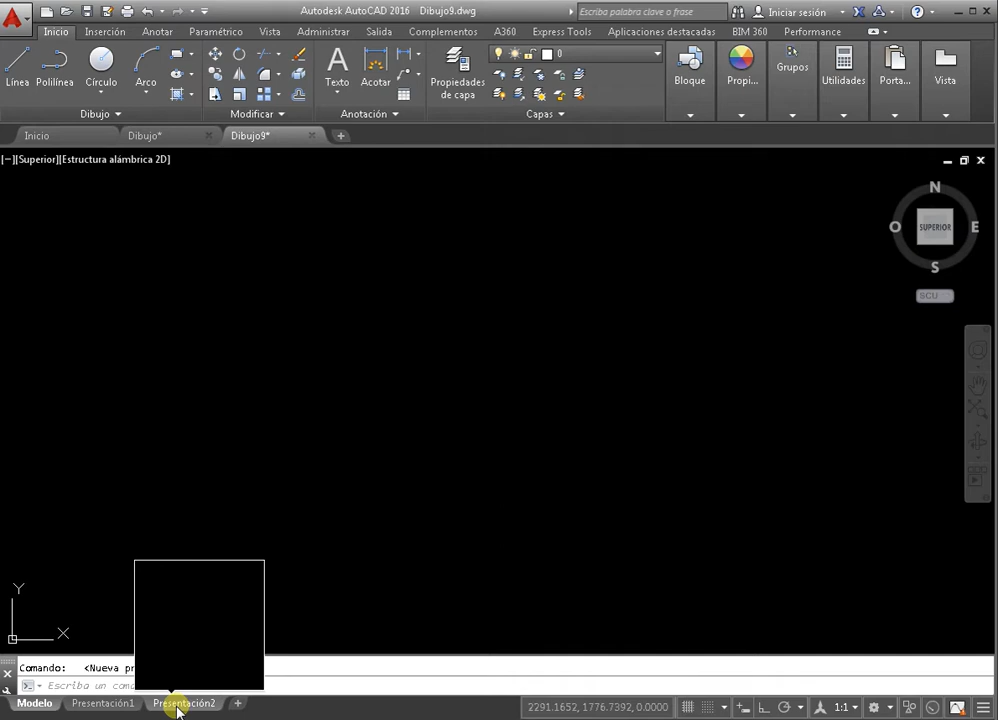 Autodesk AutoCAD 2016 Dibujo9.dwg
Escriba palabra clave o frase
Iniciar sesión
Inicio Inserción Anotar Paramétrico Vista Administrar Salida Complementos A360 Express Tools Aplicaciones destacadas BIM 360 Performance
Línea Polilínea Círculo Arco
Dibujo
Modificar
Texto Acotar
Anotación
Propiedades
de capa
0
Capas
Bloque
Propi...
Grupos
Utilidades
Porta...
Vista
Inicio Dibujo* Dibujo9*
[−][Superior][Estructura alámbrica 2D]
N
O SUPERIOR E
S
SCU
Y
X
Comando: <Nueva pr
Escriba un coma
Modelo Presentación1 Presentación2
2291.1652, 1776.7392, 0.0000
1:1